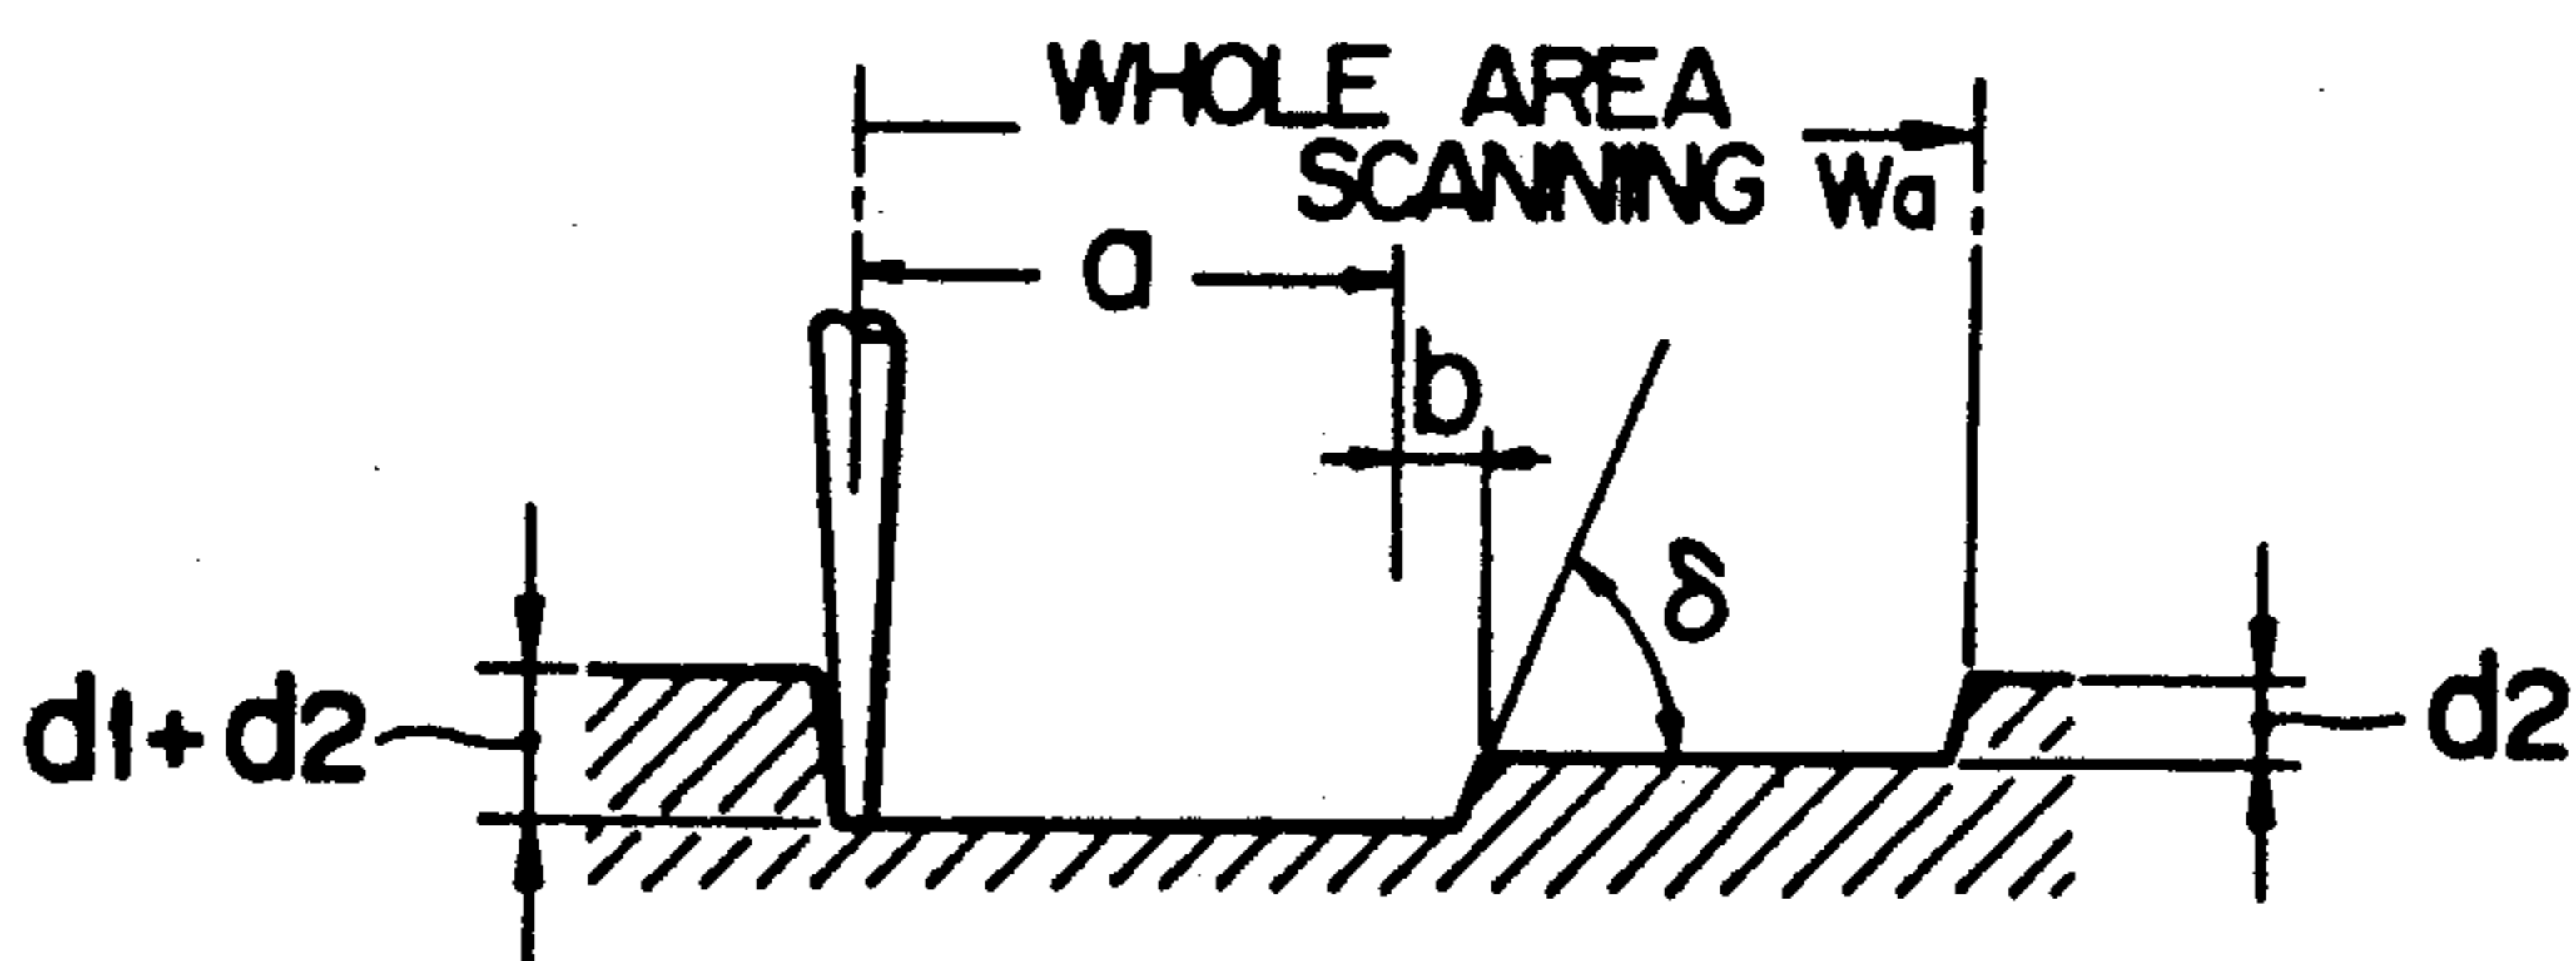 WHOLE AREA
SCANNING Wa
a
b
δ
d1+d2
d2